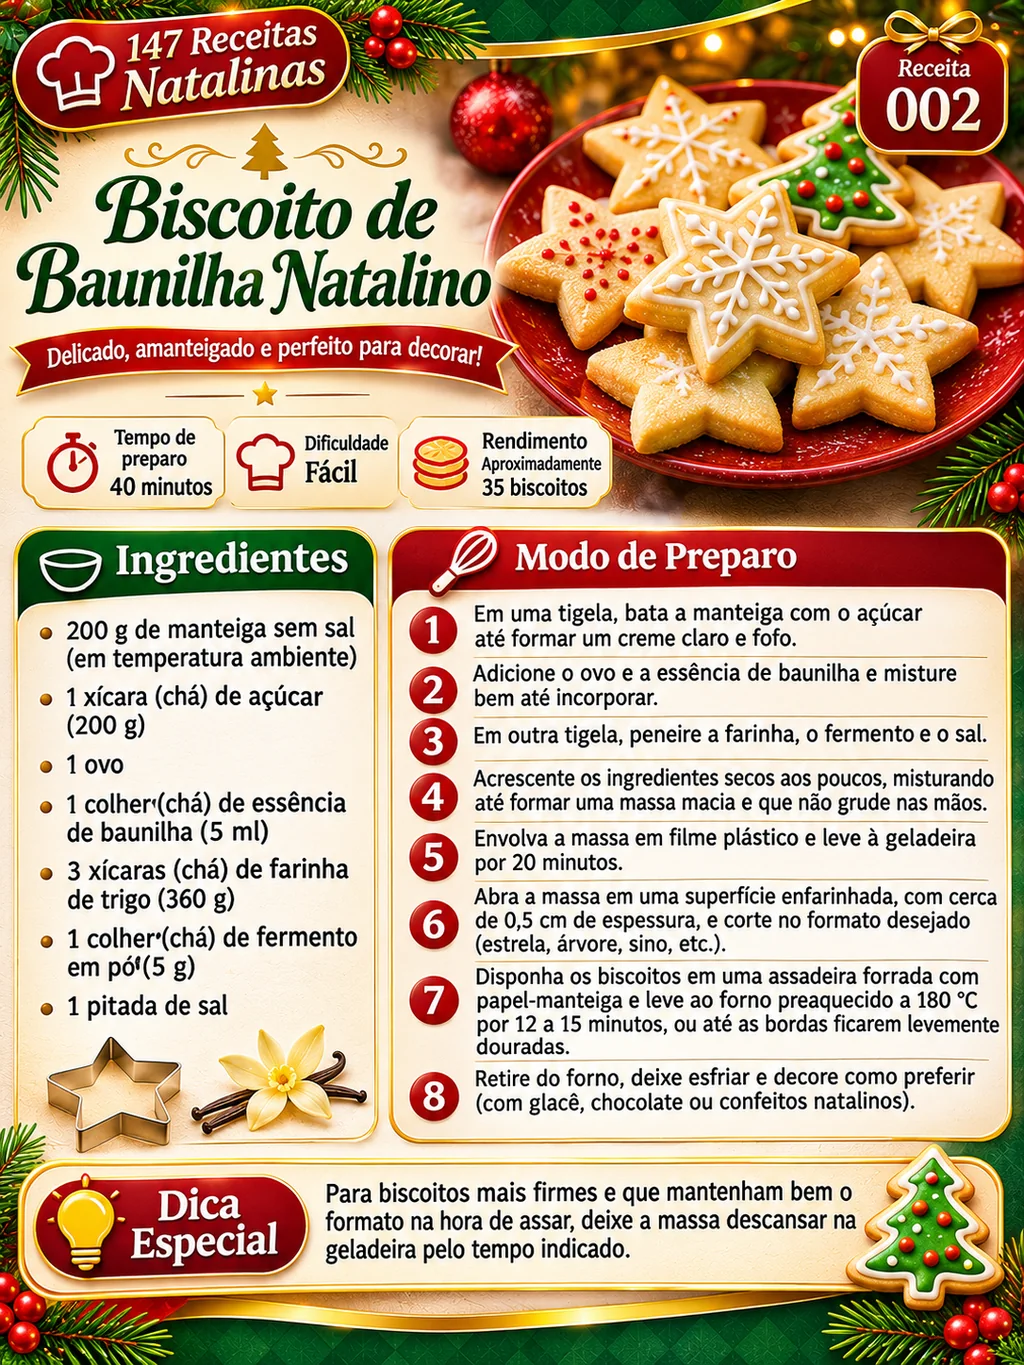 147 Receitas
Natalinas
Receita
002
Biscoito de
Baunilha Natalino
Delicado, amanteigado e perfeito para decorar!
Tempo de
preparo
40 minutos
Dificuldade
Fácil
Rendimento
Aproximadamente
35 biscoitos
Ingredientes
200 g de manteiga sem sal
(em temperatura ambiente)
1 xícara (chá) de açúcar
(200 g)
1 ovo
1 colher (chá) de essência
de baunilha (5 ml)
3 xícaras (chá) de farinha
de trigo (360 g)
1 colher (chá) de fermento
em pó (5 g)
1 pitada de sal
Modo de Preparo
1 Em uma tigela, bata a manteiga com o açúcar
até formar um creme claro e fofo.
2 Adicione o ovo e a essência de baunilha e misture
bem até incorporar.
3 Em outra tigela, peneire a farinha, o fermento e o sal.
4 Acrescente os ingredientes secos aos poucos, misturando
até formar uma massa macia e que não grude nas mãos.
5 Envolva a massa em filme plástico e leve à geladeira
por 20 minutos.
6 Abra a massa em uma superfície enfarinhada, com cerca
de 0,5 cm de espessura, e corte no formato desejado
(estrela, árvore, sino, etc.).
7 Disponha os biscoitos em uma assadeira forrada com
papel-manteiga e leve ao forno preaquecido a 180 °C
por 12 a 15 minutos, ou até as bordas ficarem levemente
douradas.
8 Retire do forno, deixe esfriar e decore como preferir
(com glacê, chocolate ou confeitos natalinos).
Dica
Especial
Para biscoitos mais firmes e que mantenham bem o
formato na hora de assar, deixe a massa descansar na
geladeira pelo tempo indicado.